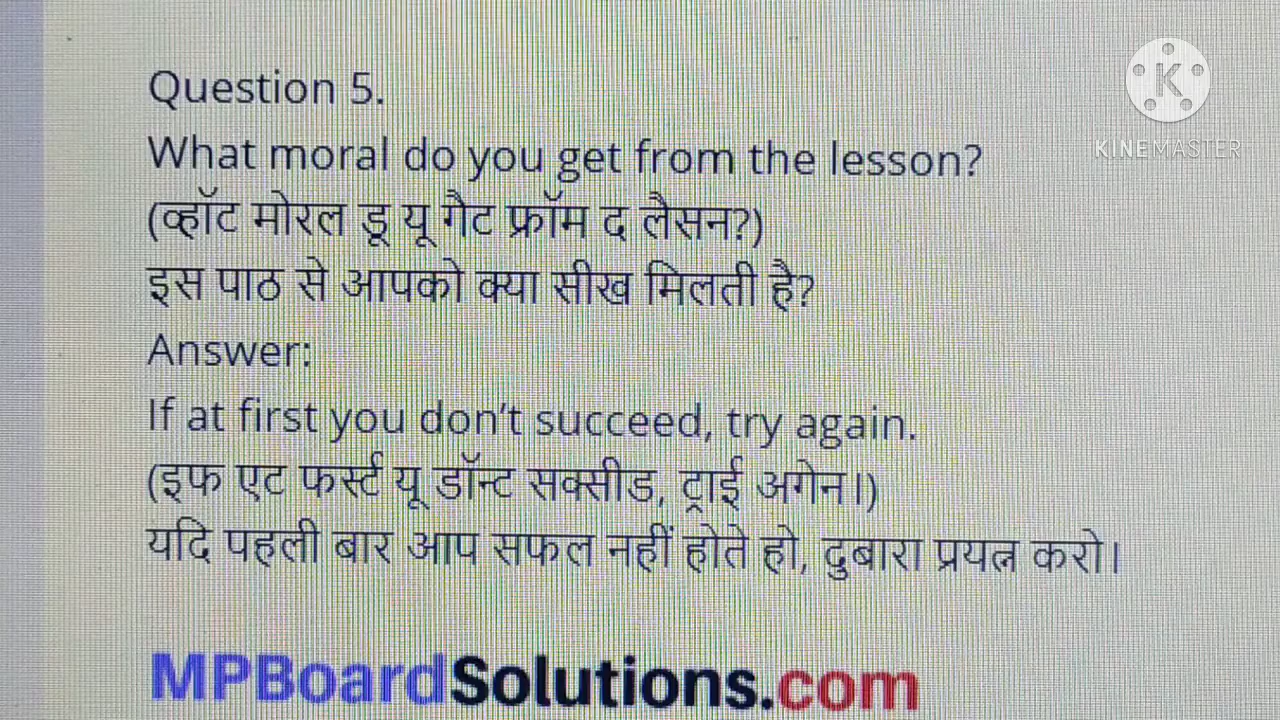 Question 5.
What moral do you get from the lesson?
(व्हॉट मोरल डू यू गैट फ्रॉम द लैसन?)
इस पाठ से आपको क्या सीख मिलती है?
Answer:
If at first you don't succeed, try again.
(इफ एट फर्स्ट यू डॉन्ट सक्सीड, ट्राई अगेन।)
यदि पहली बार आप सफल नहीं होते हो, दुबारा प्रयत्न करो।
MPBoardSolutions.com
K
KINEMASTER